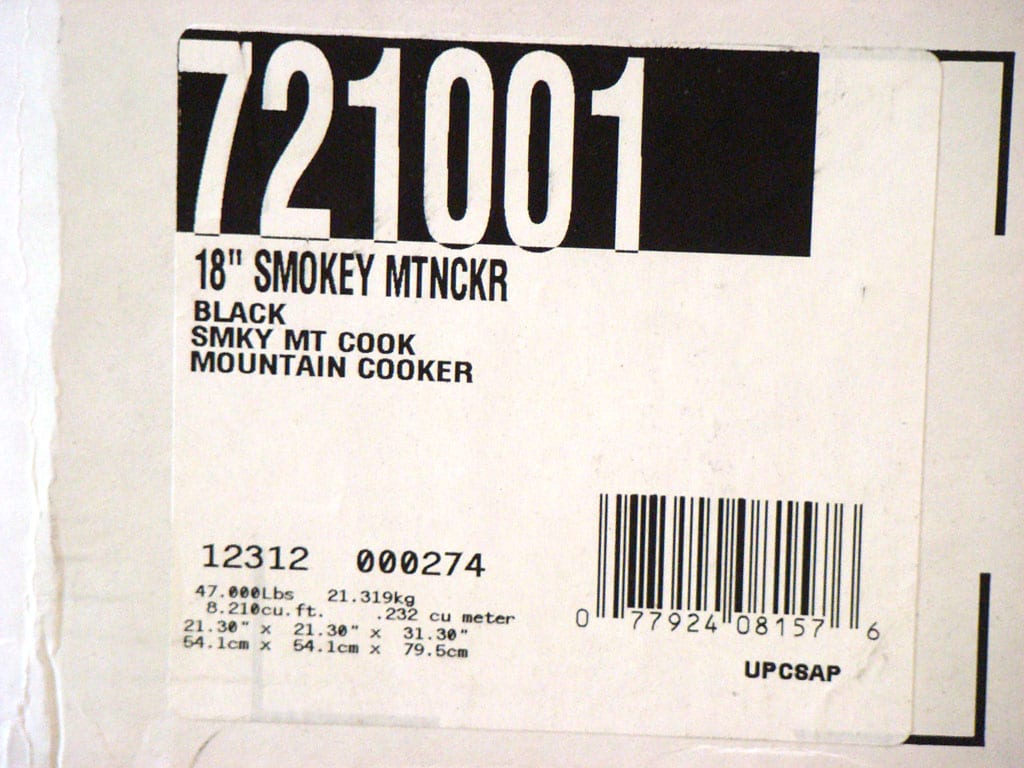 721001
18" SMOKEY MTNCKR
BLACK
SMKY MT COOK
MOUNTAIN COOKER
12312 000274
47.000Lbs 21.319kg
8.210cu.ft. .232 cu meter
21.30" x 21.30" x 31.30"
54.1cm x 54.1cm x 79.5cm
0 77924 08157 6
UPCSAP